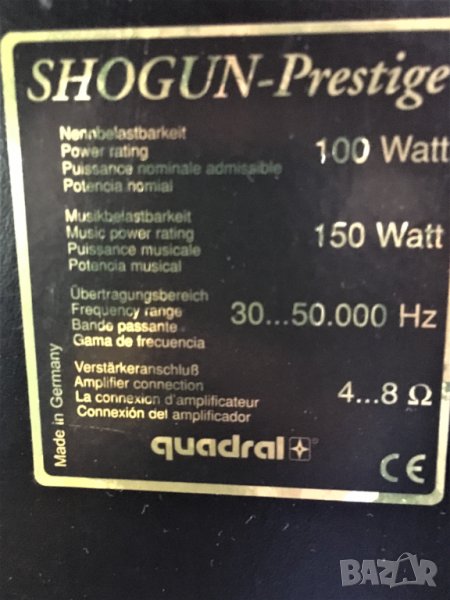 SHOGUN-Prestige
Nennbelastbarkeit
Power rating
Puissance nominale admissible
Potencia nomial
100 Watt
Musikbelastbarkeit
Music power rating
Puissance musicale
Potencia musical
150 Watt
Übertragungsbereich
Frequency range
Bande passante
Gama de frecuencia
30...50.000 Hz
Verstärkeranschluß
Amplifier connection
La connexion d'amplificateur
Connexión del amplificador
4...8 Ω
Made in Germany
quadral
CE
BAZAR